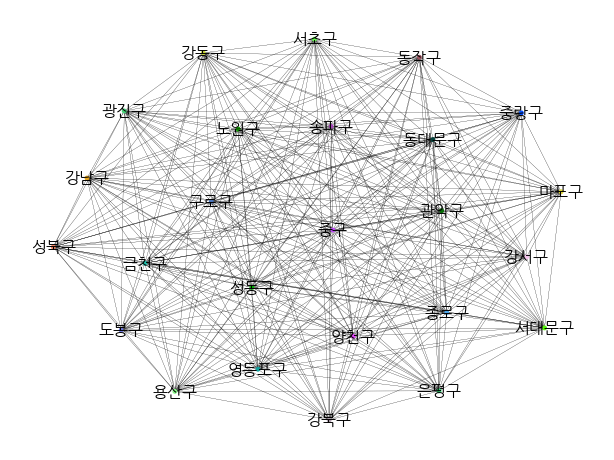 서초구
강동구
동작구
광진구
중랑구
노원구
송파구
동대문구
강남구
마포구
구로구
관악구
중구
성북구
금천구
강서구
성동구
종로구
도봉구
서대문구
양천구
영등포구
용산구
은평구
강북구